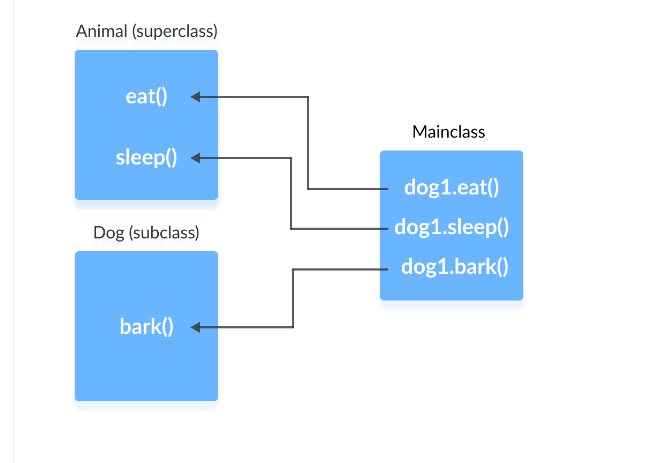 Animal (superclass)
eat()
sleep()
Dog (subclass)
bark()
Mainclass
dog1.eat()
dog1.sleep()
dog1.bark()